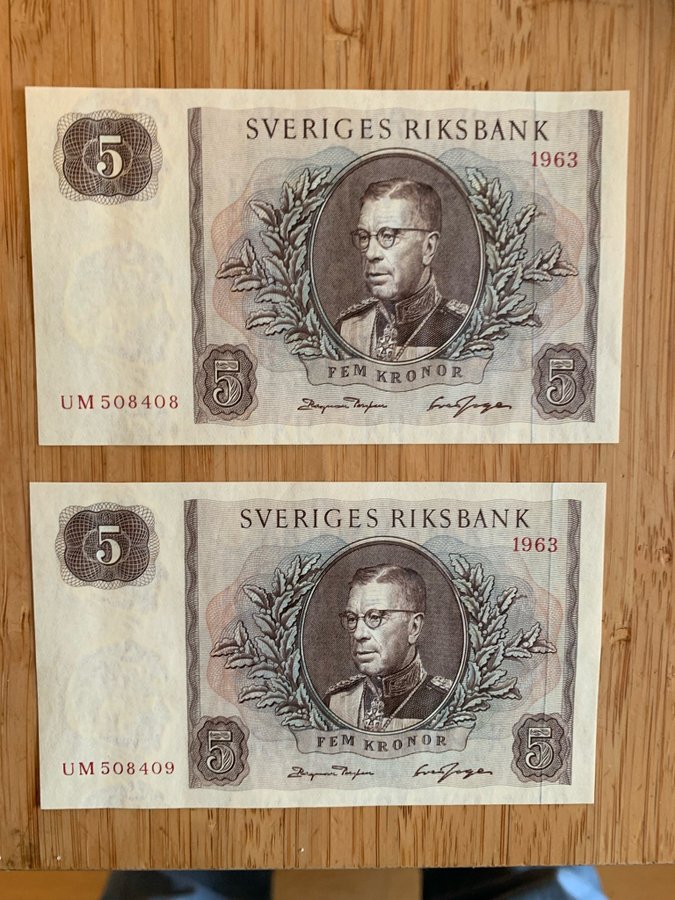 SVERIGES RIKSBANK
5
1963
FEM KRONOR
5
5
UM 508408
SVERIGES RIKSBANK
5
1963
FEM KRONOR
5
5
UM 508409